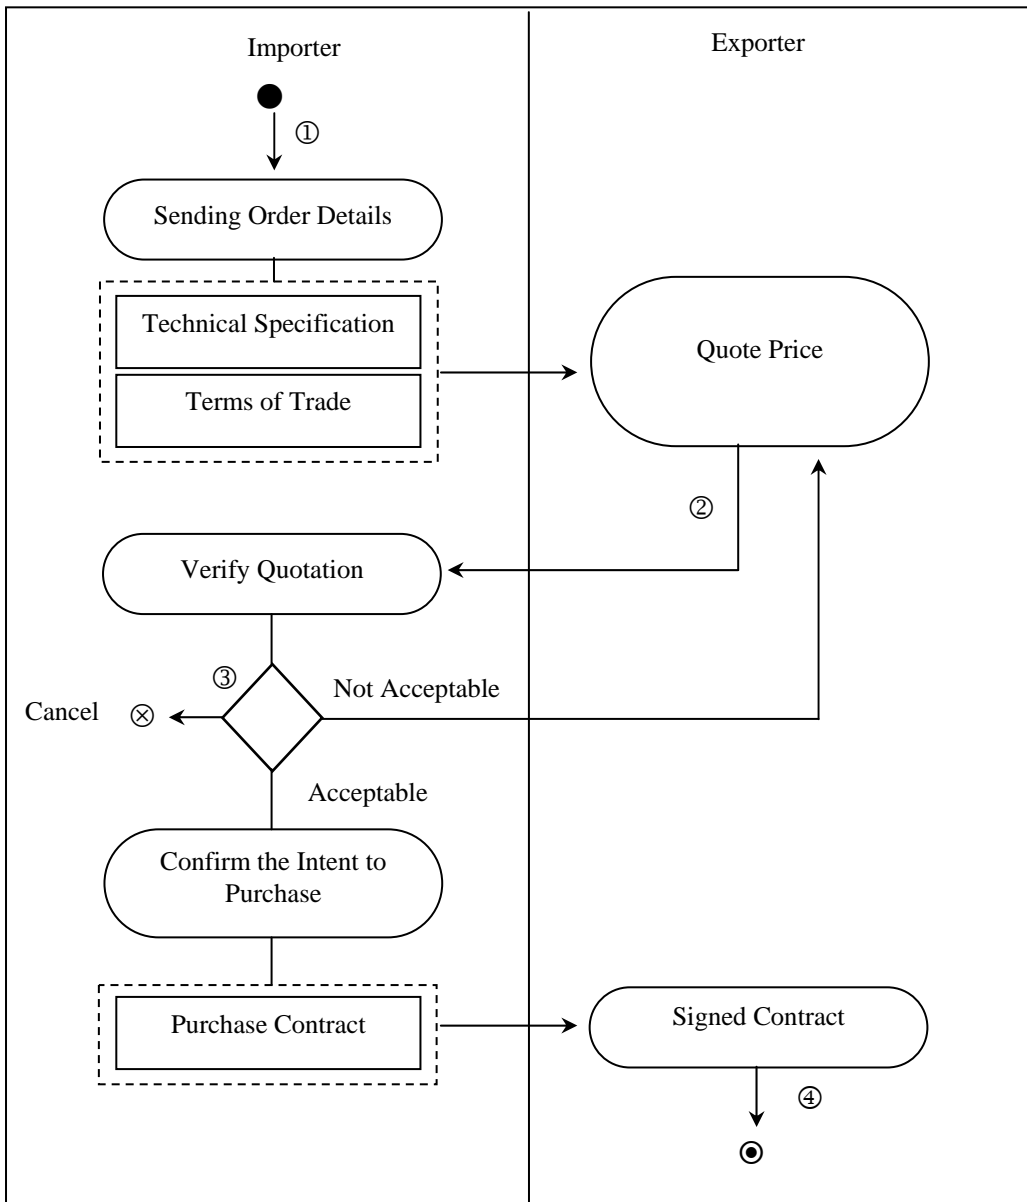 Importer
Exporter
①
Sending Order Details
Technical Specification
Terms of Trade
Quote Price
②
Verify Quotation
③
Not Acceptable
Cancel
Acceptable
Confirm the Intent to
Purchase
Purchase Contract
Signed Contract
④